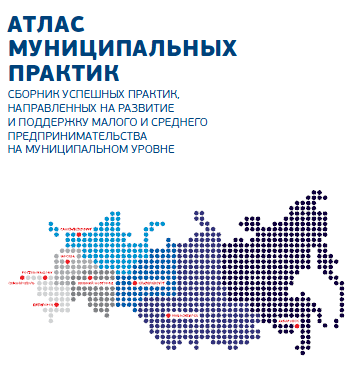 АТЛАС
МУНИЦИПАЛЬНЫХ
ПРАКТИК
СБОРНИК УСПЕШНЫХ ПРАКТИК,
НАПРАВЛЕННЫХ НА РАЗВИТИЕ
И ПОДДЕРЖКУ МАЛОГО И СРЕДНЕГО
ПРЕДПРИНИМАТЕЛЬСТВА
НА МУНИЦИПАЛЬНОМ УРОВНЕ